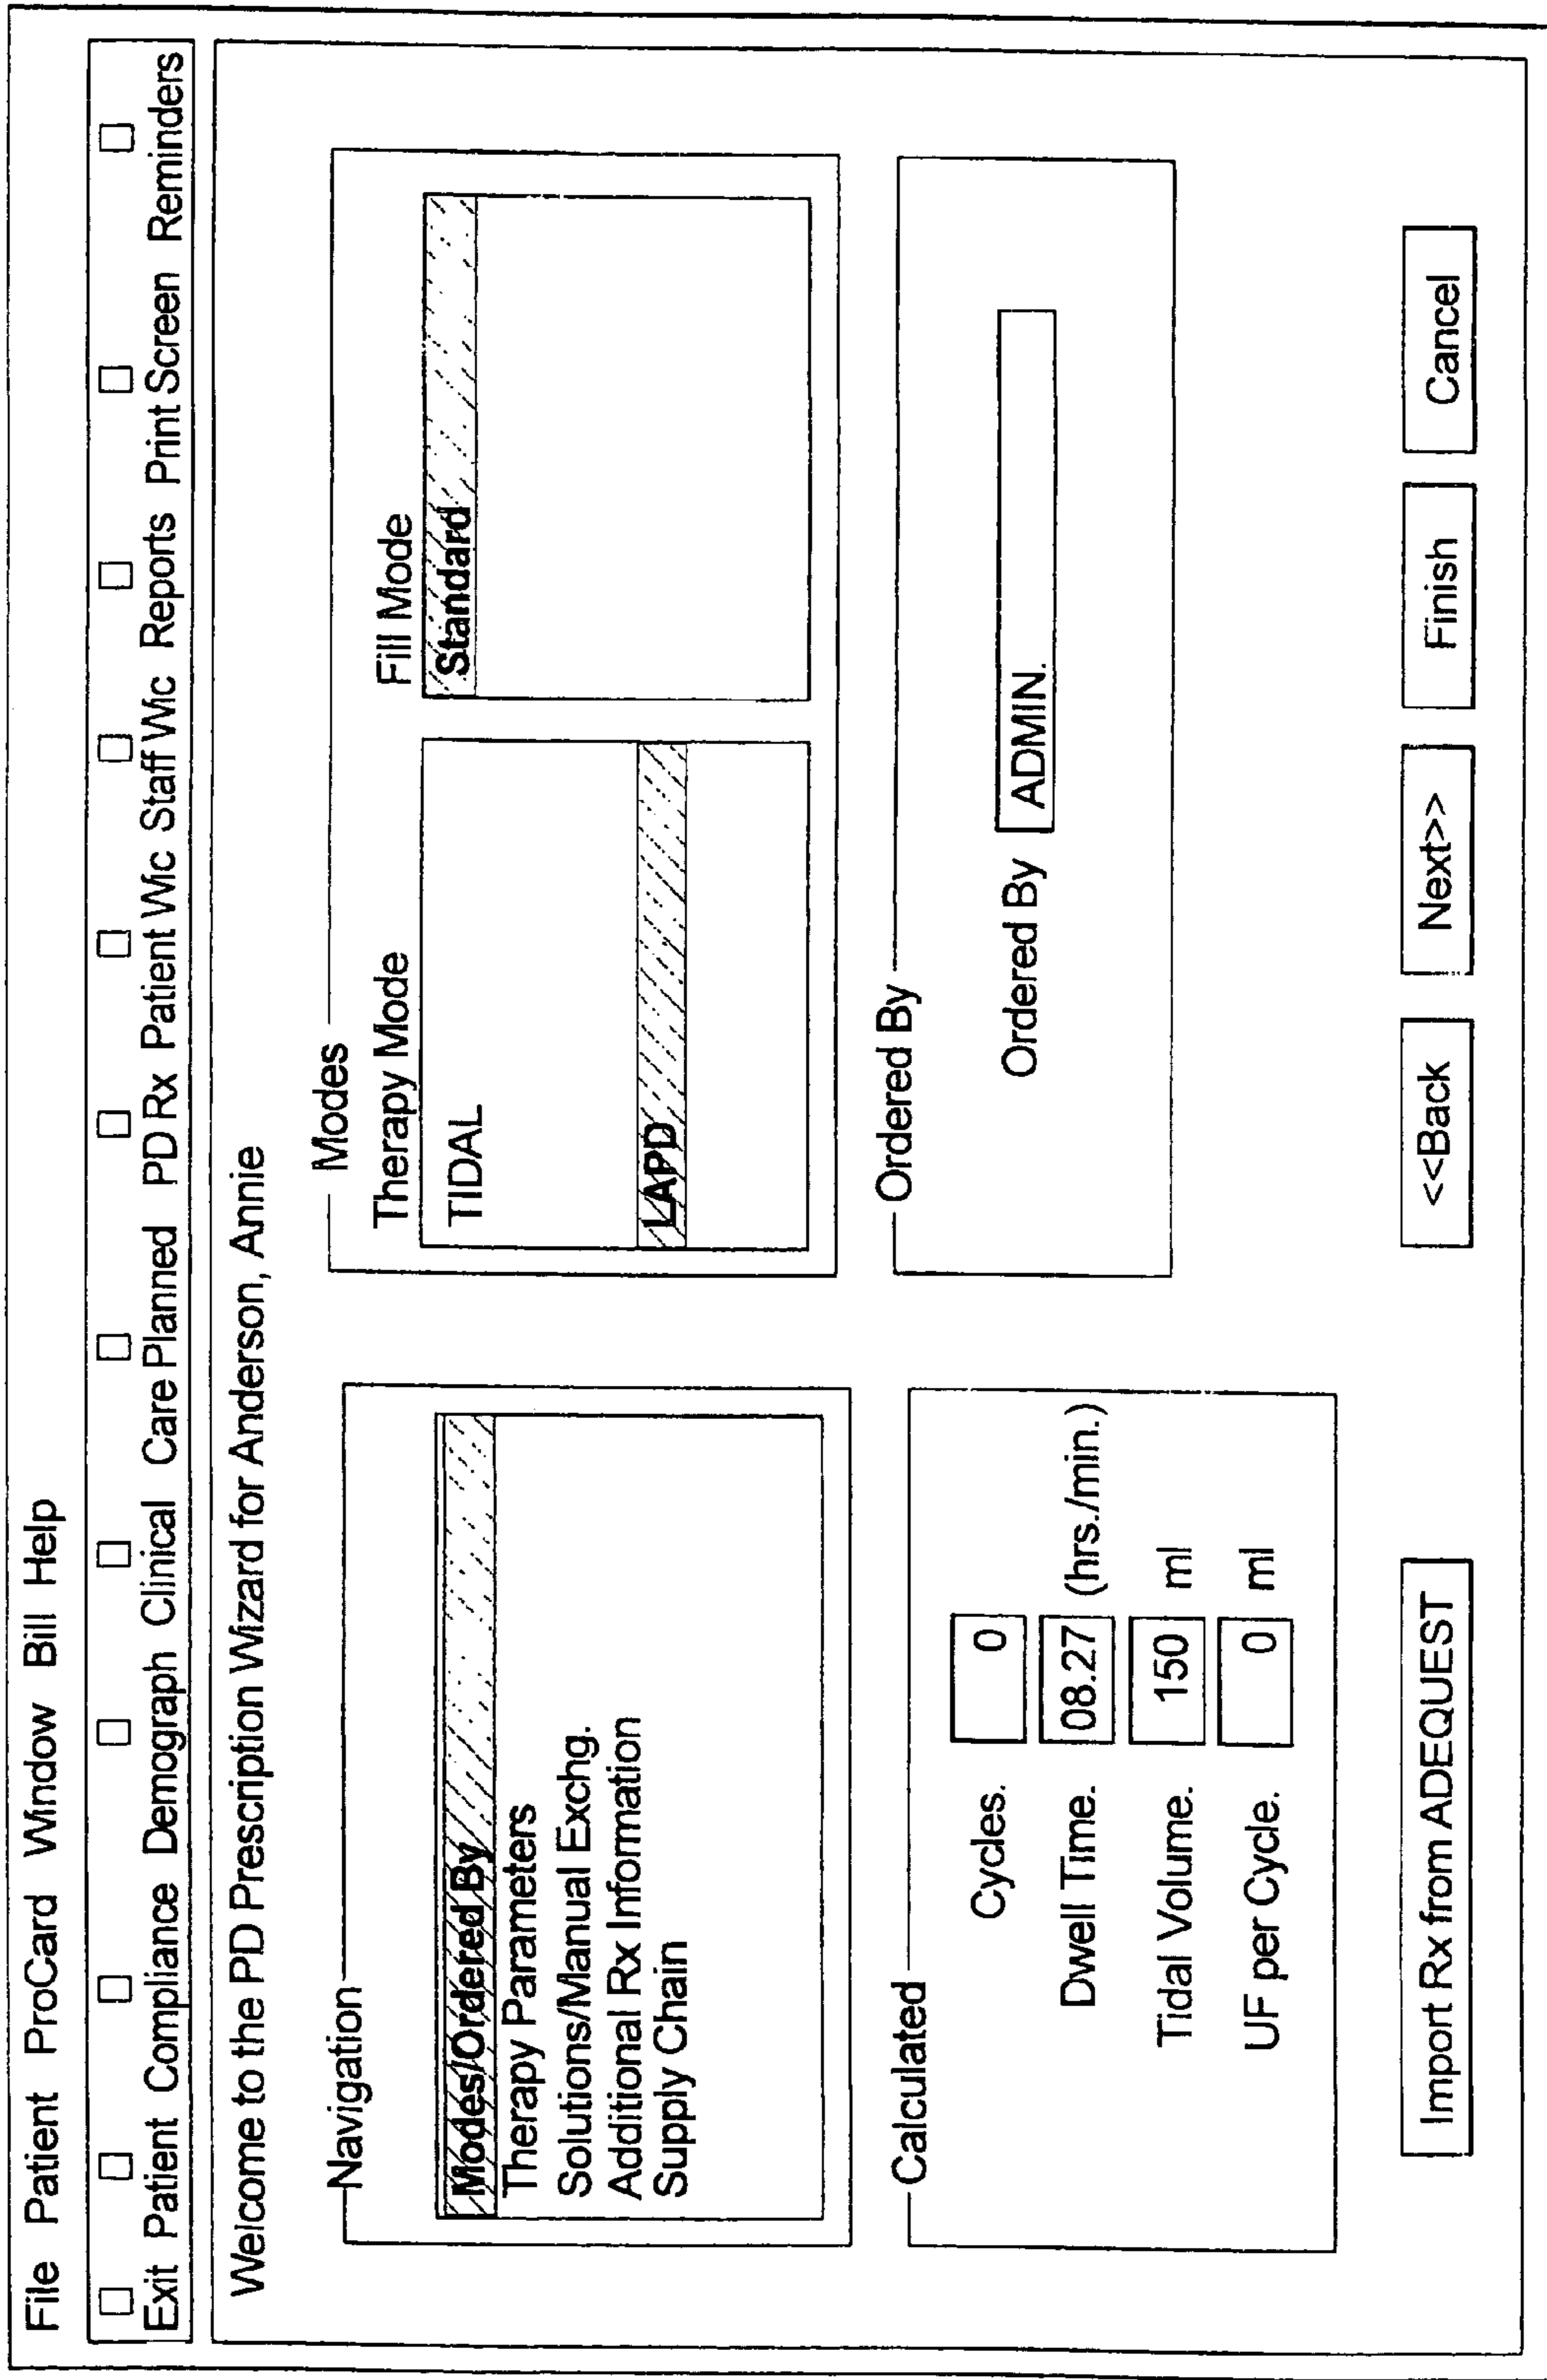 File Patient ProCard Window Bill Help
Exit Patient Compliance Demograph Clinical Care Planned PD Rx Patient Wic Staff Wic Reports Print Screen Reminders
Welcome to the PD Prescription Wizard for Anderson, Annie
Navigation
Modes/Ordered By
Therapy Parameters
Solutions/Manual Exchg.
Additional Rx Information
Supply Chain
Modes
Therapy Mode
TIDAL
LAPD
Fill Mode
Standard
Calculated
Cycles. 0
Dwell Time. 08.27 (hrs./min.)
Tidal Volume. 150 ml
UF per Cycle. 0 ml
Ordered By
Ordered By ADMIN.
Import Rx from ADEQUEST <<Back Next>> Finish Cancel